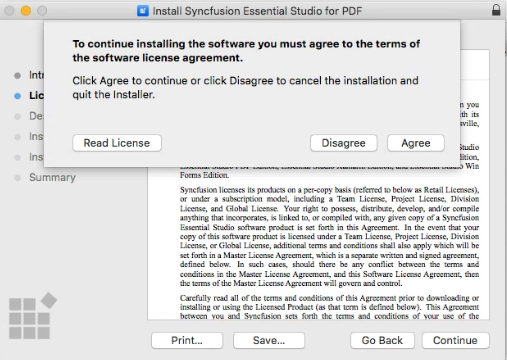 Install Syncfusion Essential Studio for PDF
To continue installing the software you must agree to the terms of
the software license agreement.
Click Agree to continue or click Disagree to cancel the installation and
quit the Installer.
Read License
Disagree
Agree
Intr
Lic
De
Ins
Ins
Summary
n you
ith its
sville,
Studio
dition,
Essential Studio PDF Edition, Essential Studio Xamarin Edition, and Essential Studio Win
Forms Edition.
Syncfusion licenses its products on a per-copy basis (referred to below as Retail Licenses),
or under a subscription model, including a Team License, Project License, Division
License, and Global License. Your right to possess, distribute, develop, and/or compile
anything that incorporates, is linked to, or compiled with, any given copy of a Syncfusion
Essential Studio software product is set forth in this Agreement. In the event that your
copy of this software product is licensed under a Team License, Project License, Division
License, or Global License, additional terms and conditions shall also apply which will be
set forth in a Master License Agreement, which is a separate written and signed agreement,
defined below. In such cases, should there be any conflict between the terms and
conditions in the Master License Agreement, and this Software License Agreement, then
the terms of the Master License Agreement will govern and control.
Carefully read all of the terms and conditions of this Agreement prior to downloading or
installing or using the Licensed Product (as that term is defined below). This Agreement
between you and Syncfusion sets forth the terms and conditions of your use of the
Print...
Save...
Go Back
Continue